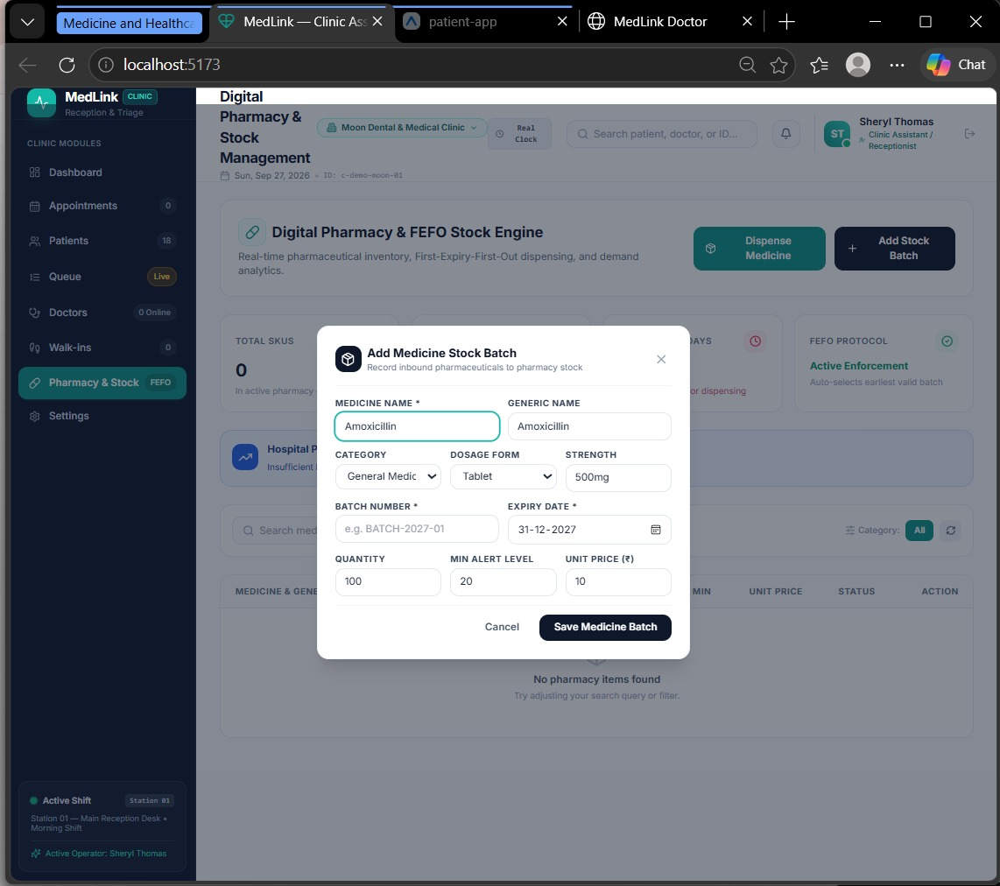 Medicine and Healthca
MedLink — Clinic Ass
patient-app
MedLink Doctor
localhost:5173
Chat
MedLink CLINIC
Reception & Triage
CLINIC MODULES
Dashboard
Appointments 0
Patients 18
Queue Live
Doctors 0 Online
Walk-ins 0
Pharmacy & Stock FEFO
Settings
Active Shift Station 01
Station 01 — Main Reception Desk •
Morning Shift
Active Operator: Sheryl Thomas
Digital
Pharmacy &
Stock
Management
Sun, Sep 27, 2026 • ID: c-demo-moon-01
Moon Dental & Medical Clinic
Real
Clock
Search patient, doctor, or ID...
ST
Sheryl Thomas
Clinic Assistant /
Receptionist
Digital Pharmacy & FEFO Stock Engine
Real-time pharmaceutical inventory, First-Expiry-First-Out dispensing, and demand
analytics.
Dispense
Medicine
Add Stock
Batch
TOTAL SKUS
0
In active pharmacy
DAYS
or dispensing
FEFO PROTOCOL
Active Enforcement
Auto-selects earliest valid batch
Hospital P
Insufficient
Search med
Category: All
MEDICINE & GENE
MIN
UNIT PRICE
STATUS
ACTION
No pharmacy items found
Try adjusting your search query or filter.
Add Medicine Stock Batch
Record inbound pharmaceuticals to pharmacy stock
MEDICINE NAME * GENERIC NAME
Amoxicillin Amoxicillin
CATEGORY DOSAGE FORM STRENGTH
General Medic Tablet 500mg
BATCH NUMBER * EXPIRY DATE *
e.g. BATCH-2027-01 31-12-2027
QUANTITY MIN ALERT LEVEL UNIT PRICE (₹)
100 20 10
Cancel Save Medicine Batch